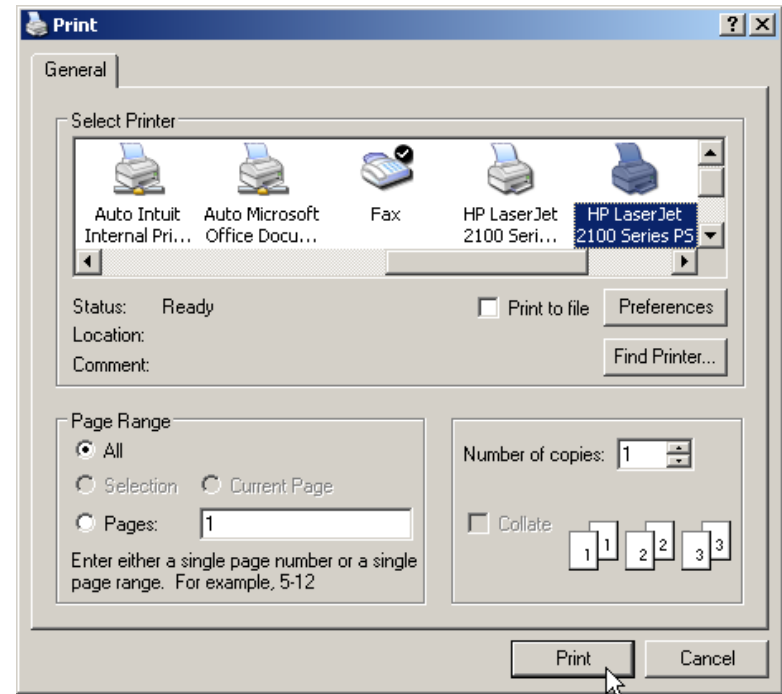 Print
General
Select Printer
Auto Intuit Internal Pri...
Auto Microsoft Office Docu...
Fax
HP LaserJet 2100 Seri...
HP LaserJet 2100 Series PS
Status: Ready
Location:
Comment:
Print to file
Preferences
Find Printer...
Page Range
All
Selection
Current Page
Pages: 1
Enter either a single page number or a single
page range. For example, 5-12
Number of copies: 1
Collate
1 1 2 2 3 3
Print
Cancel